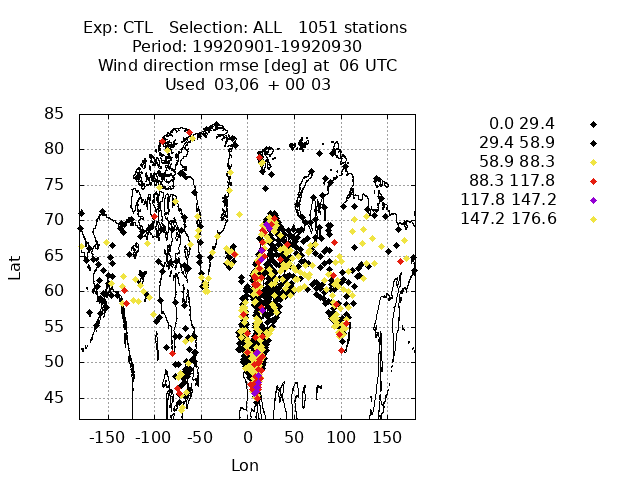 Exp: CTL   Selection: ALL   1051 stations
Period: 19920901-19920930
Wind direction rmse [deg] at  06 UTC
Used  03,06  + 00 03
85
80
75
70
65
60
55
50
45
Lat
-150 -100 -50 0 50 100 150
Lon
0.0 29.4
29.4 58.9
58.9 88.3
88.3 117.8
117.8 147.2
147.2 176.6